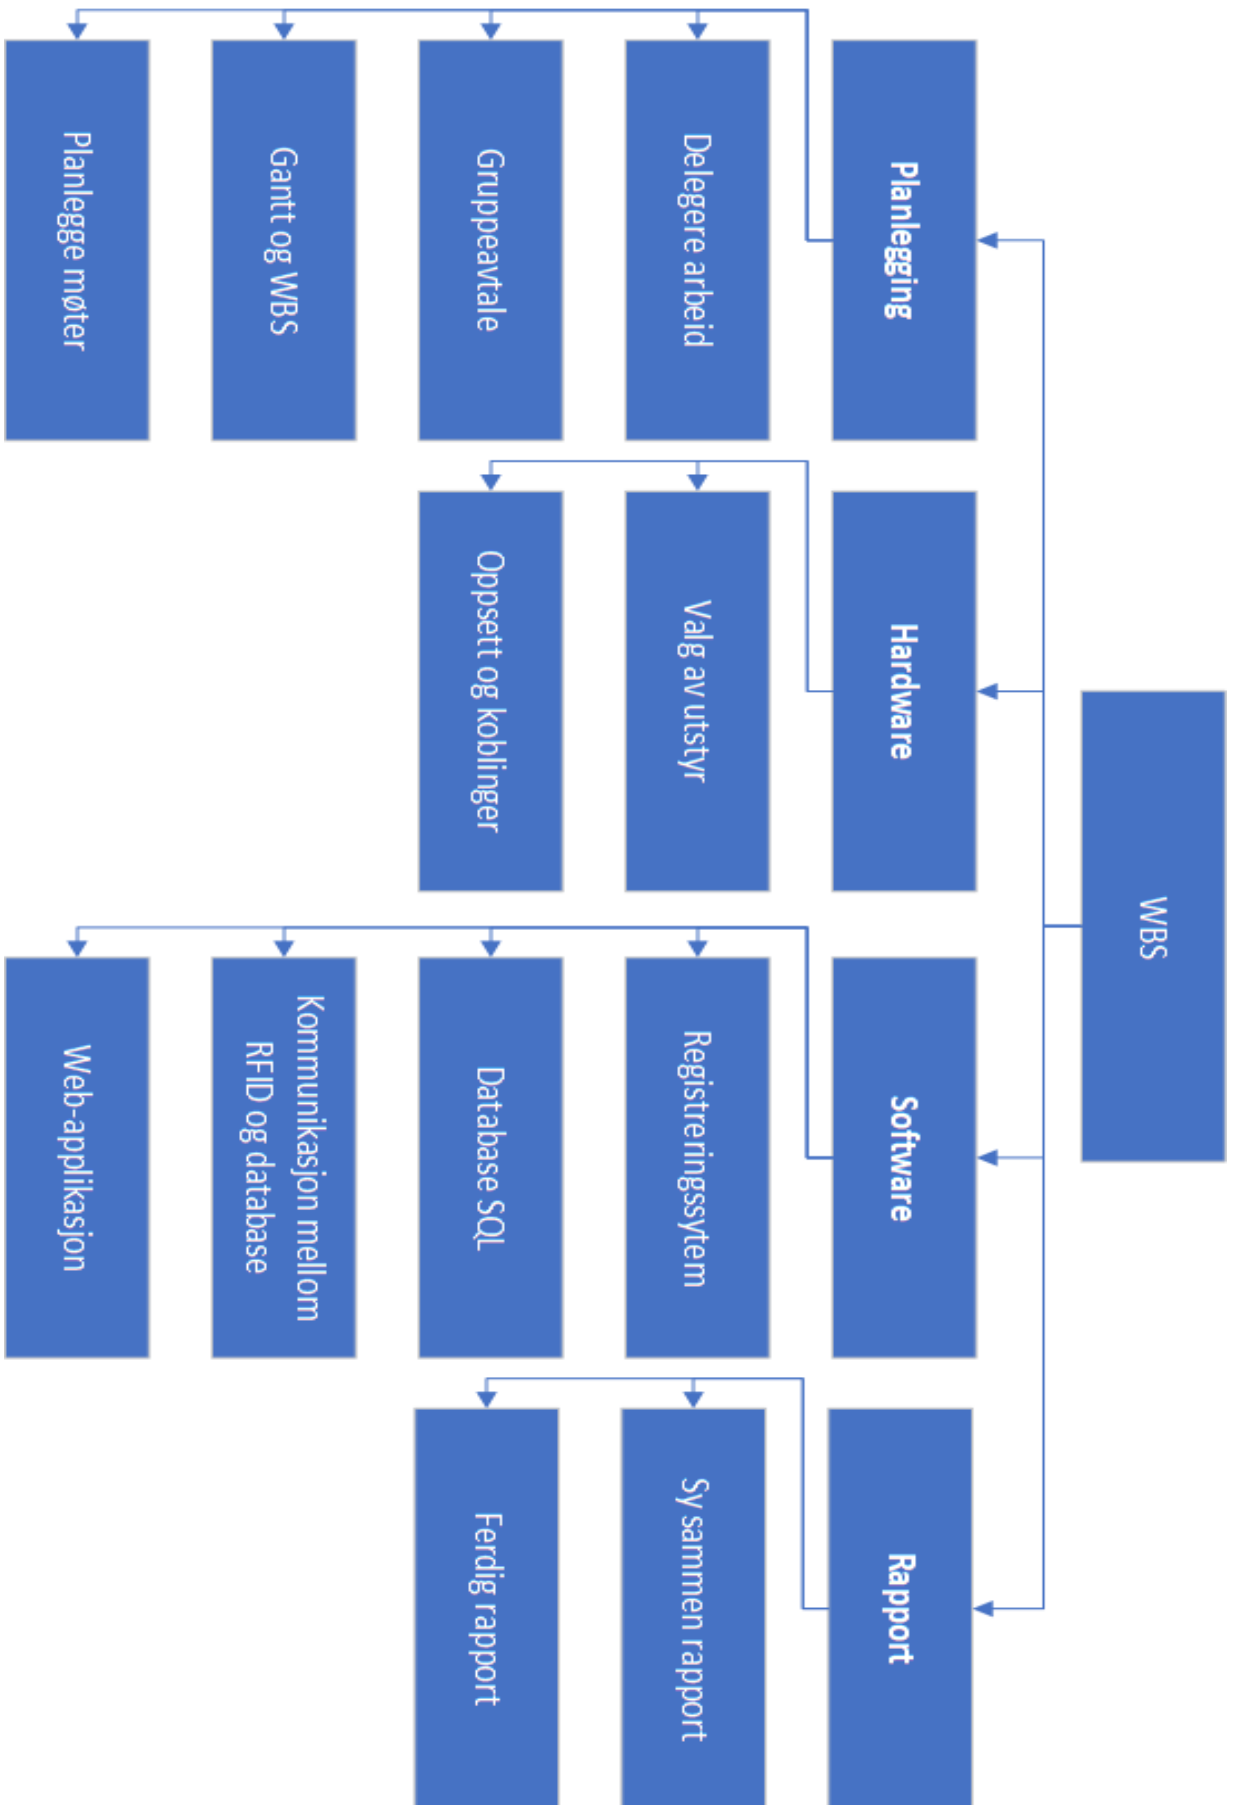 WBS
Planlegging
Delegere arbeid
Gruppeavtale
Gantt og WBS
Planlegge møter
Hardware
Valg av utstyr
Oppsett og koblinger
Software
Registreringssytem
Database SQL
Kommunikasjon mellom
RFID og database
Web-applikasjon
Rapport
Sy sammen rapport
Ferdig rapport